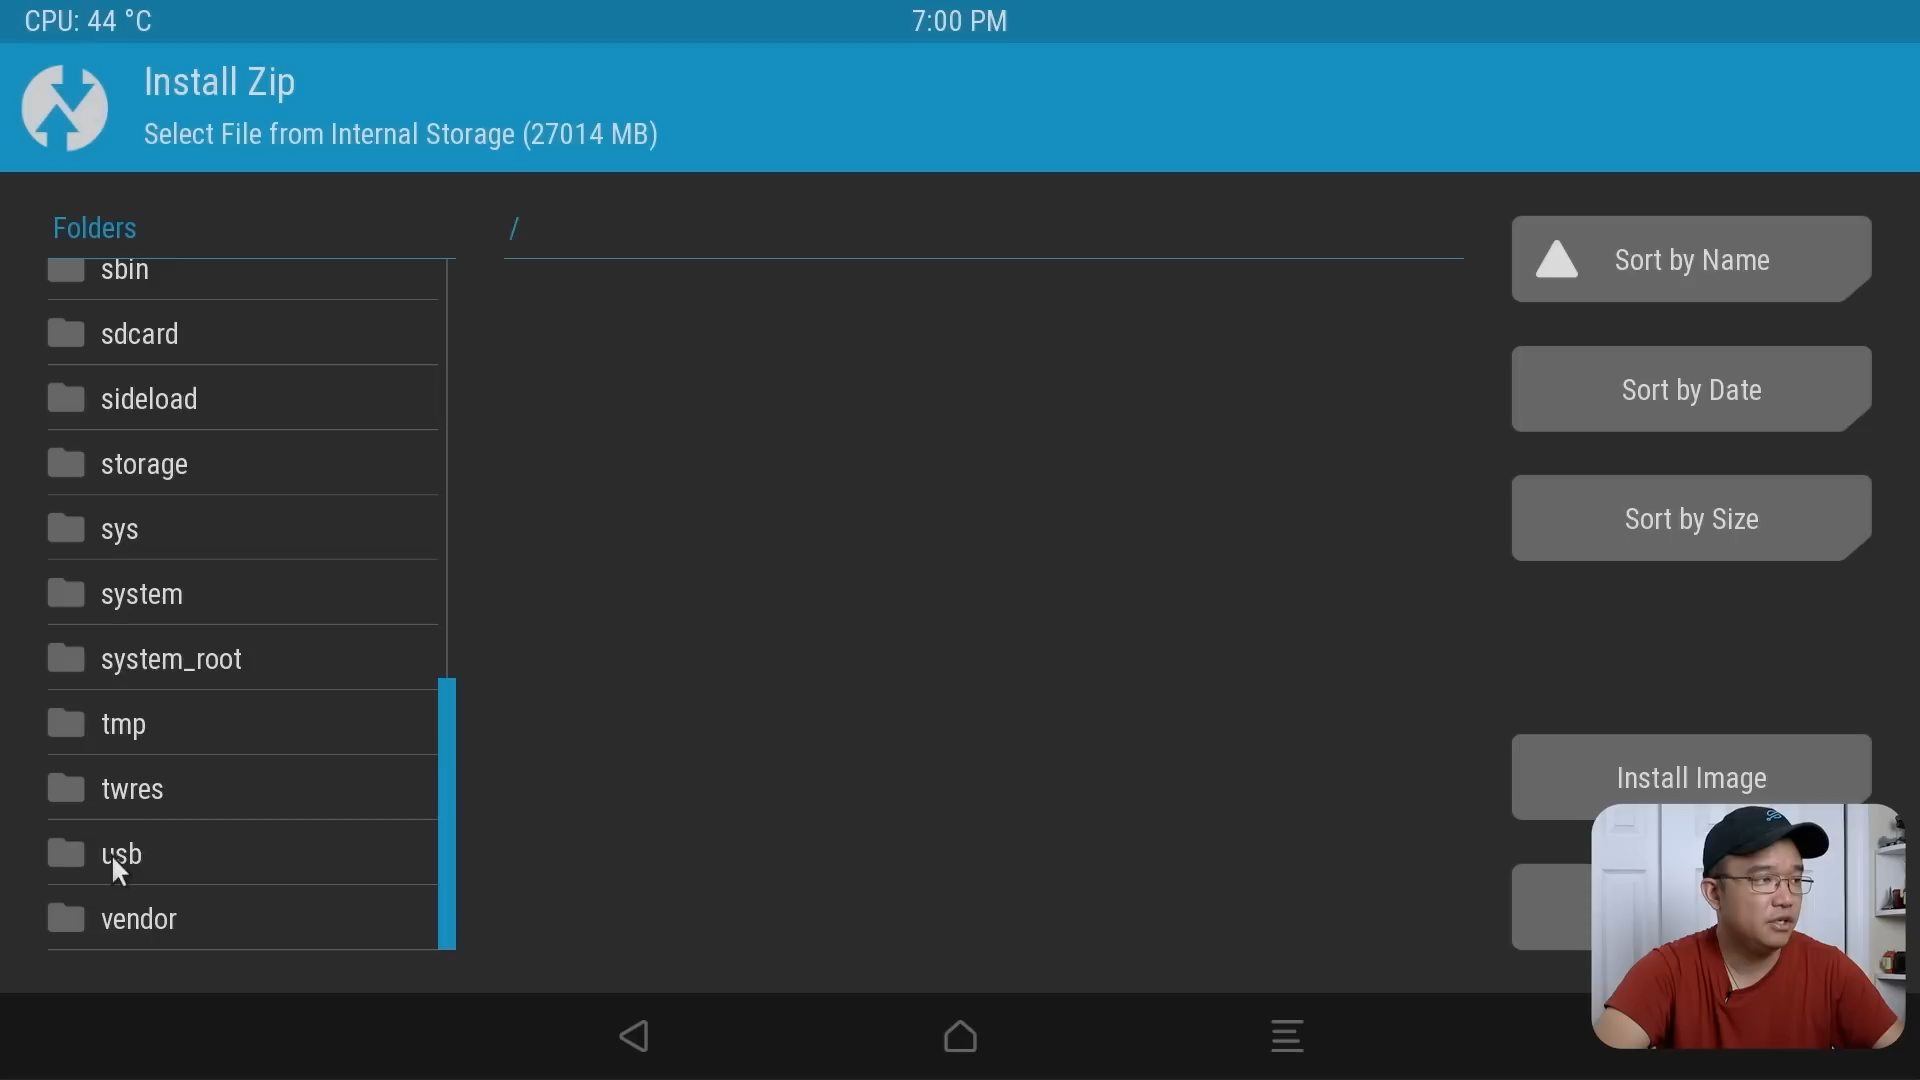 CPU: 44 °C
7:00 PM
Install Zip
Select File from Internal Storage (27014 MB)
Folders
/
sbin
sdcard
sideload
storage
sys
system
system_root
tmp
twres
usb
vendor
Sort by Name
Sort by Date
Sort by Size
Install Image